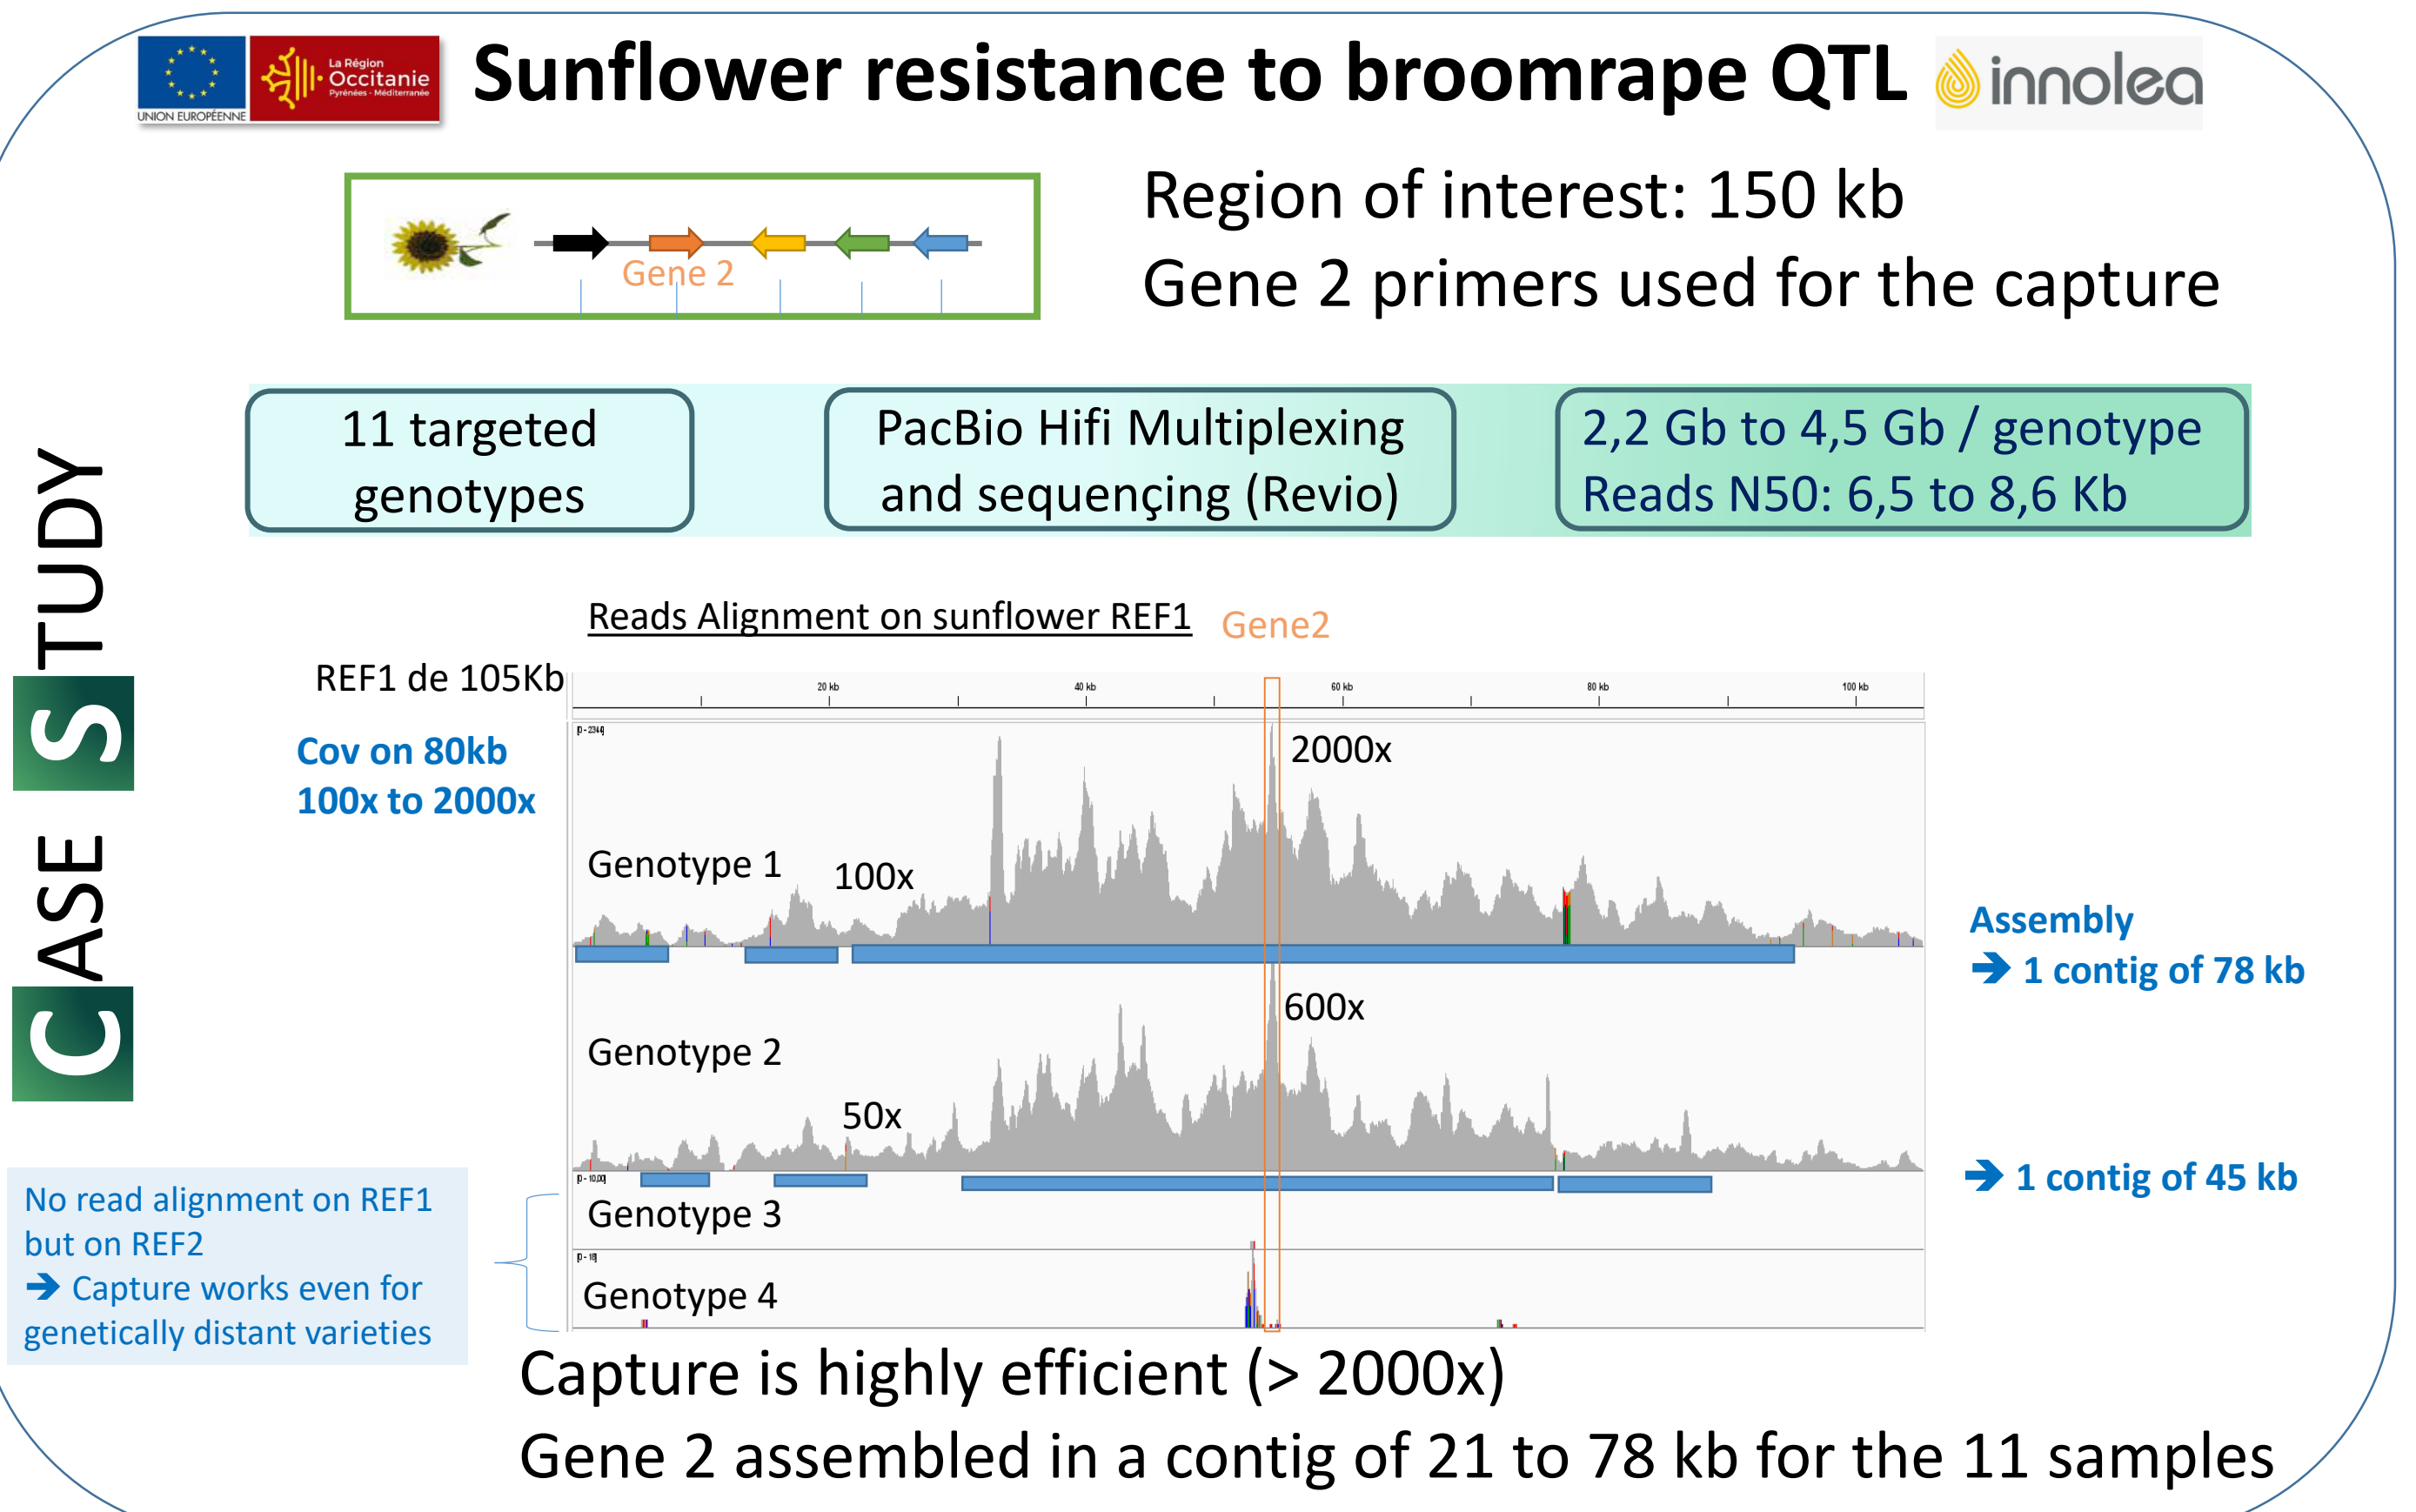 UNION EUROPÉENNE
La Région
Occitanie
Pyrénées - Méditerranée
Sunflower resistance to broomrape QTL
innolea
Gene 2
Region of interest: 150 kb
Gene 2 primers used for the capture
CASE STUDY
11 targeted
genotypes
PacBio Hifi Multiplexing
and sequençing (Revio)
2,2 Gb to 4,5 Gb / genotype
Reads N50: 6,5 to 8,6 Kb
Reads Alignment on sunflower REF1
Gene2
REF1 de 105Kb
20 kb
40 kb
60 kb
80 kb
100 kb
Cov on 80kb
100x to 2000x
[0 - 2344]
2000x
Genotype 1
100x
Assembly
➔ 1 contig of 78 kb
600x
Genotype 2
50x
➔ 1 contig of 45 kb
[0 - 10,00]
Genotype 3
[0 - 18]
Genotype 4
No read alignment on REF1
but on REF2
➔ Capture works even for
genetically distant varieties
Capture is highly efficient (> 2000x)
Gene 2 assembled in a contig of 21 to 78 kb for the 11 samples